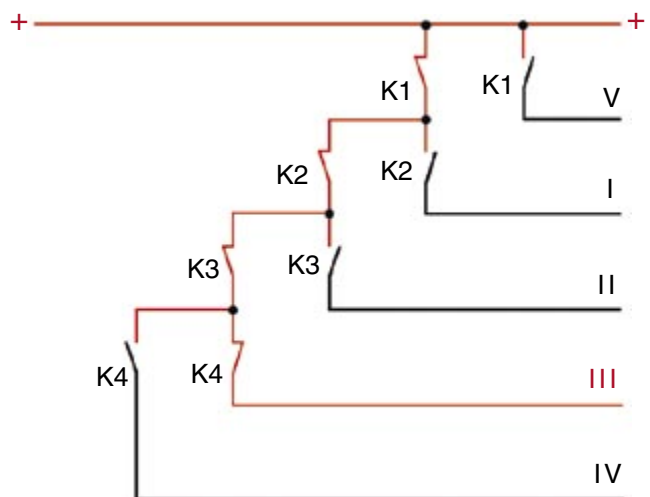 + +
K1 K1 V
K2 K2 I
K3 K3 II
K4 K4 III
IV